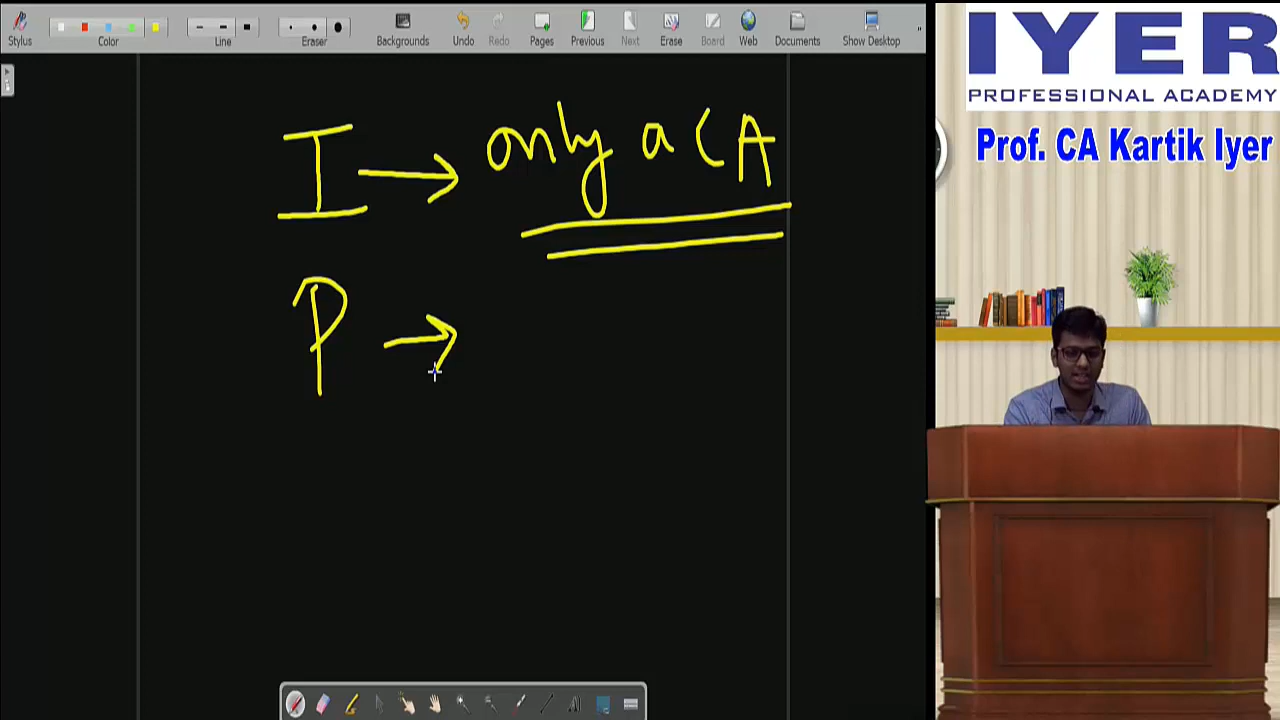 Stylus Color Line Eraser Backgrounds Undo Redo Pages Previous Next Erase Board Web Documents Show Desktop
IYER
PROFESSIONAL ACADEMY
Prof. CA Kartik Iyer
I → only a CA
P →